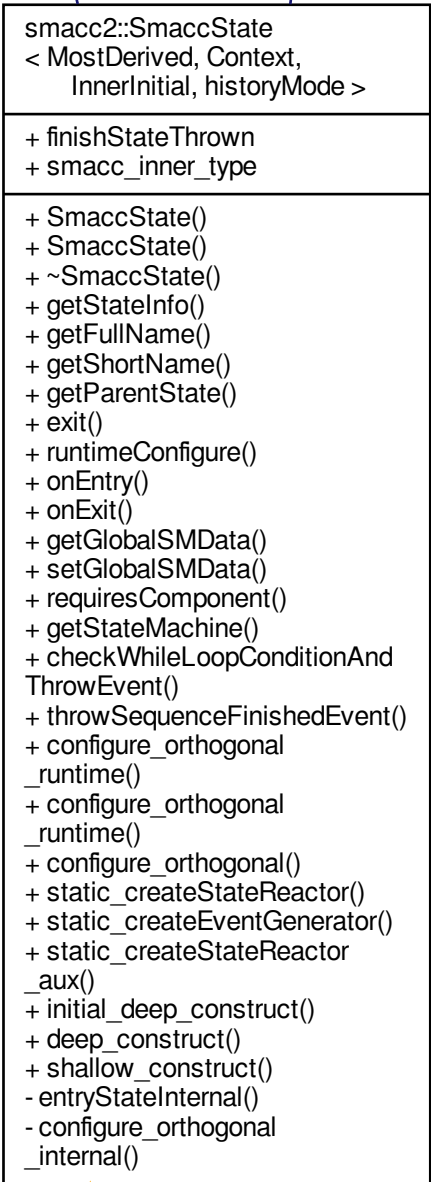 smacc2::SmaccState
< MostDerived, Context,
InnerInitial, historyMode >
+ finishStateThrown
+ smacc_inner_type
+ SmaccState()
+ SmaccState()
+ ~SmaccState()
+ getStateInfo()
+ getFullName()
+ getShortName()
+ getParentState()
+ exit()
+ runtimeConfigure()
+ onEntry()
+ onExit()
+ getGlobalSMData()
+ setGlobalSMData()
+ requiresComponent()
+ getStateMachine()
+ checkWhileLoopConditionAnd
ThrowEvent()
+ throwSequenceFinishedEvent()
+ configure_orthogonal
_runtime()
+ configure_orthogonal
_runtime()
+ configure_orthogonal()
+ static_createStateReactor()
+ static_createEventGenerator()
+ static_createStateReactor
_aux()
+ initial_deep_construct()
+ deep_construct()
+ shallow_construct()
- entryStateInternal()
- configure_orthogonal
_internal()